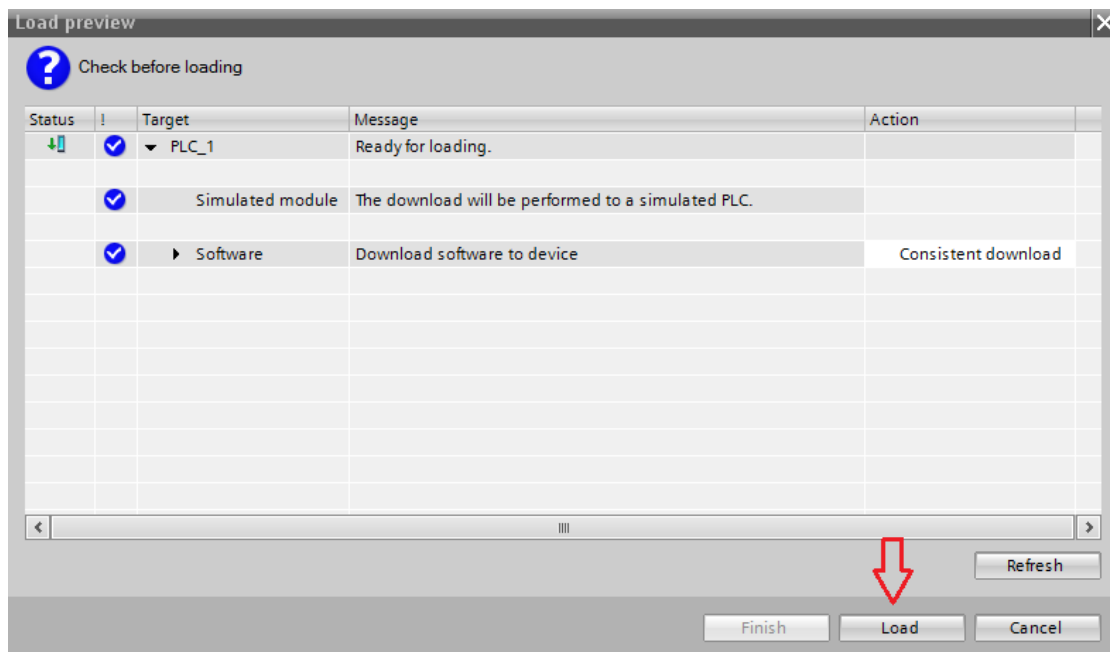 Load preview
Check before loading
Status ! Target Message Action
PLC_1 Ready for loading.
Simulated module The download will be performed to a simulated PLC.
Software Download software to device Consistent download
Refresh
Finish Load Cancel